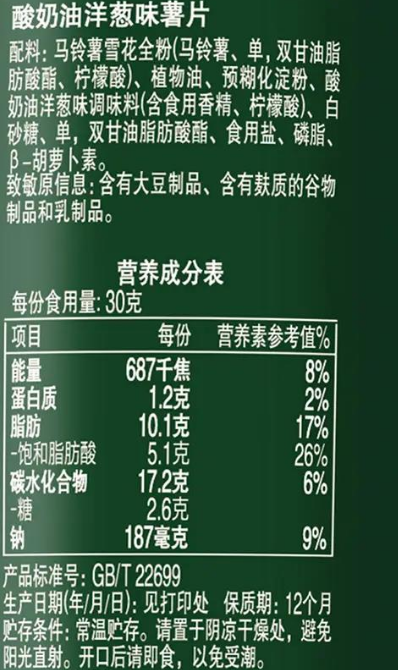 酸奶油洋葱味薯片
配料：马铃薯雪花全粉(马铃薯、单，双甘油脂
肪酸酯、柠檬酸)、植物油、预糊化淀粉、酸
奶油洋葱味调味料(含食用香精、柠檬酸)、白
砂糖、单，双甘油脂肪酸酯、食用盐、磷脂、
β-胡萝卜素。
致敏原信息：含有大豆制品、含有麸质的谷物
制品和乳制品。
营养成分表
每份食用量：30克
项目 每份 营养素参考值%
能量 687千焦 8%
蛋白质 1.2克 2%
脂肪 10.1克 17%
-饱和脂肪酸 5.1克 26%
碳水化合物 17.2克 6%
-糖 2.6克
钠 187毫克 9%
产品标准号：GB/T 22699
生产日期(年/月/日)：见打印处 保质期：12个月
贮存条件：常温贮存。请置于阴凉干燥处，避免
阳光直射。开口后请即食，以免受潮。